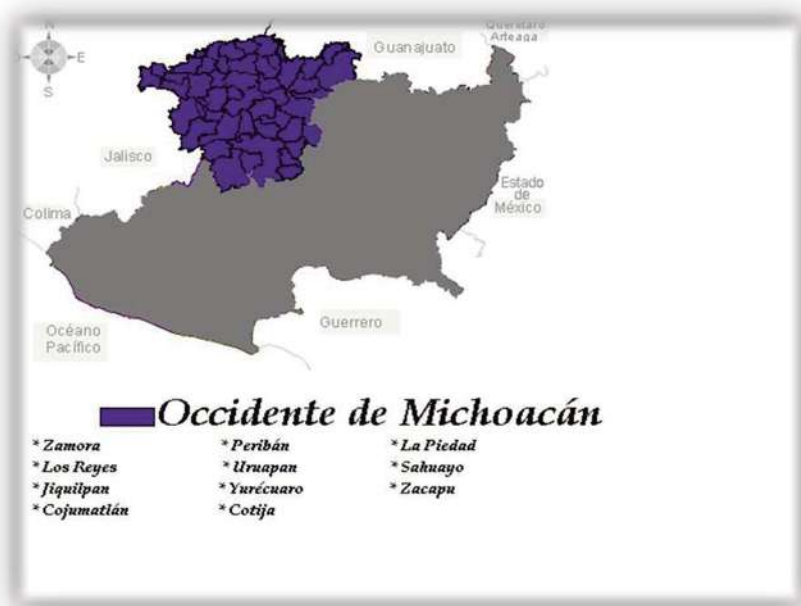 N
E
S
Querétaro
Arteaga
Guanajuato
Jalisco
Estado
de
México
Colima
Océano
Pacífico
Guerrero
Occidente de Michoacán
* Zamora
* Los Reyes
* Jiquilpan
* Cojumatlán
* Peribán
* Uruapan
* Yurécuaro
* Cotija
* La Piedad
* Sahuayo
* Zacapu